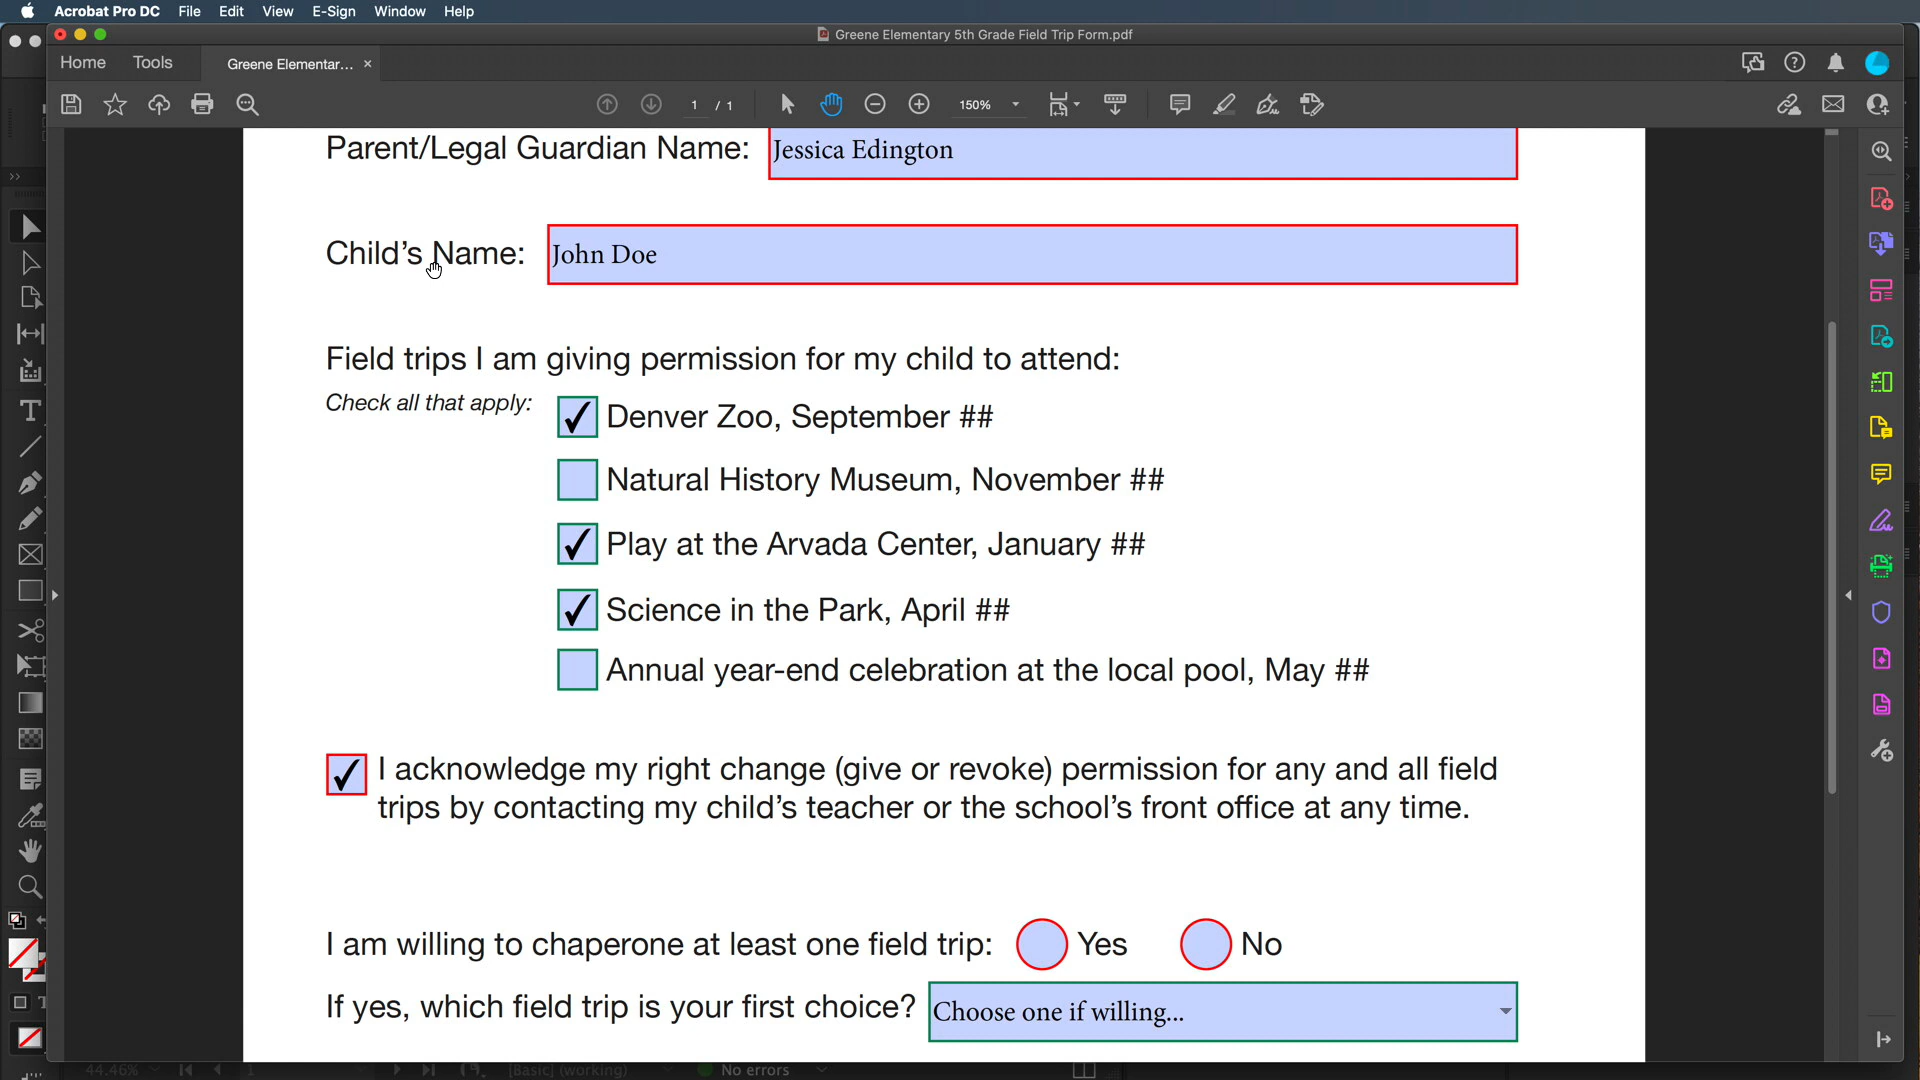 Acrobat Pro DC File Edit View E-Sign Window Help
Greene Elementary 5th Grade Field Trip Form.pdf
Home Tools Greene Elementar... ×
1 / 1 150%
Parent/Legal Guardian Name: Jessica Edington
Child's Name: John Doe
Field trips I am giving permission for my child to attend:
Check all that apply: Denver Zoo, September ##
Natural History Museum, November ##
Play at the Arvada Center, January ##
Science in the Park, April ##
Annual year-end celebration at the local pool, May ##
I acknowledge my right change (give or revoke) permission for any and all field
trips by contacting my child's teacher or the school's front office at any time.
I am willing to chaperone at least one field trip: Yes No
If yes, which field trip is your first choice? Choose one if willing...
44.46% 1 [Basic] (working) No errors